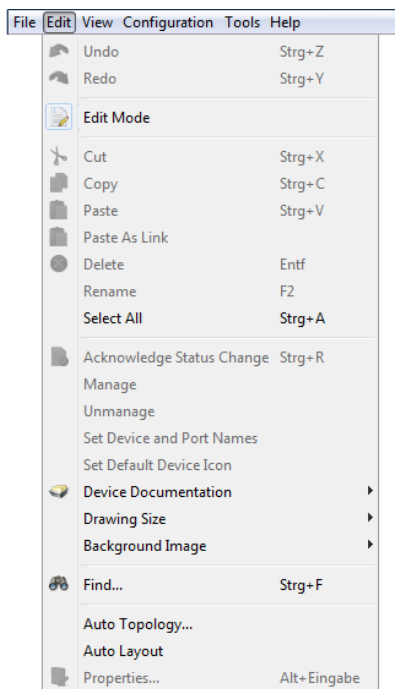 File Edit View Configuration Tools Help
Undo Strg+Z
Redo Strg+Y
Edit Mode
Cut Strg+X
Copy Strg+C
Paste Strg+V
Paste As Link
Delete Entf
Rename F2
Select All Strg+A
Acknowledge Status Change Strg+R
Manage
Unmanage
Set Device and Port Names
Set Default Device Icon
Device Documentation
Drawing Size
Background Image
Find... Strg+F
Auto Topology...
Auto Layout
Properties... Alt+Eingabe